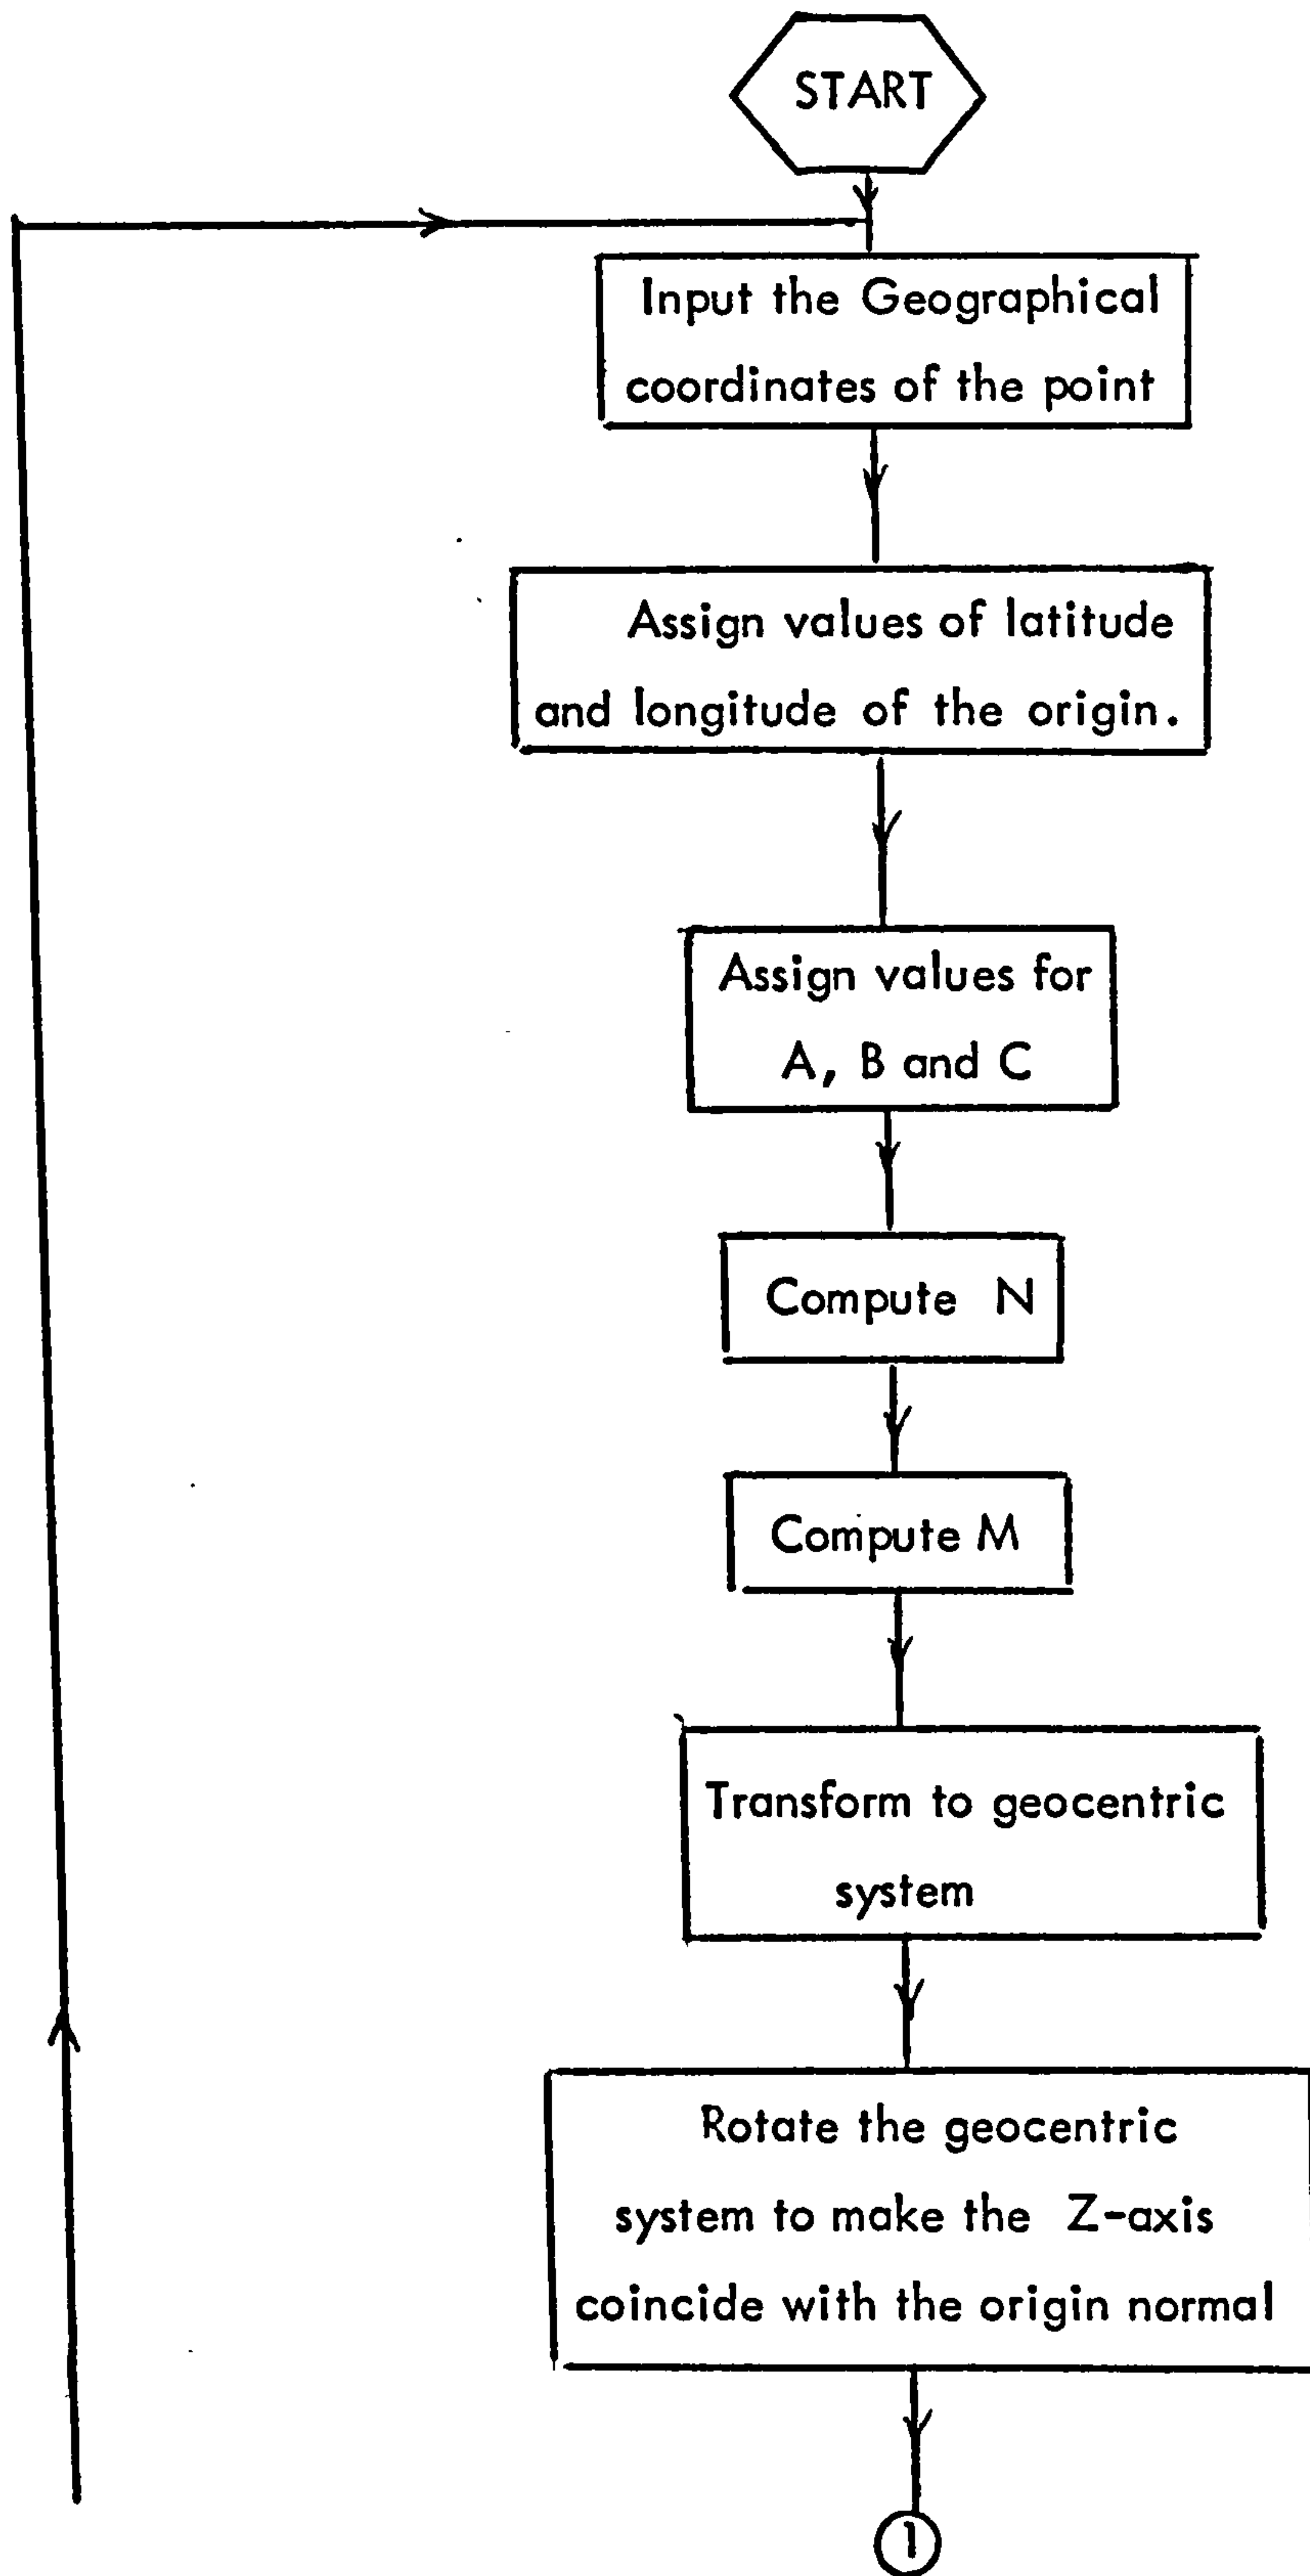 START
Input the Geographical
coordinates of the point
Assign values of latitude
and longitude of the origin.
Assign values for
A, B and C
Compute N
Compute M
Transform to geocentric
system
Rotate the geocentric
system to make the Z-axis
coincide with the origin normal
1